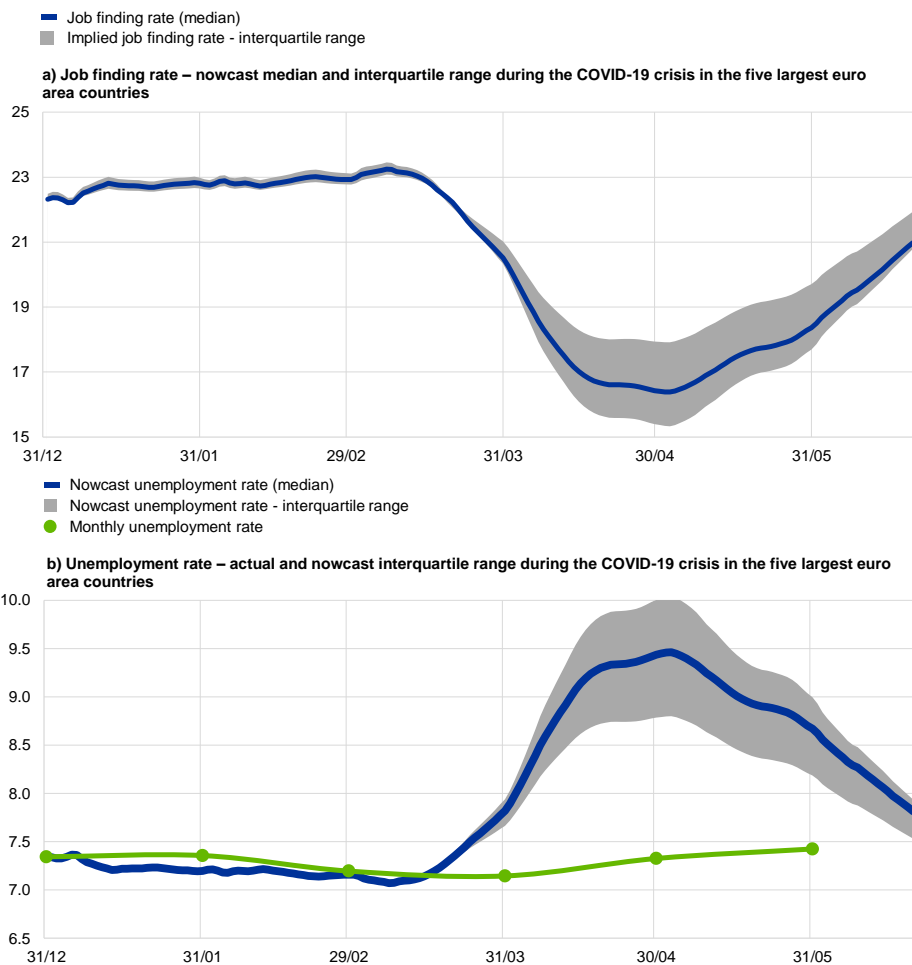 Job finding rate (median)
Implied job finding rate - interquartile range
a) Job finding rate – nowcast median and interquartile range during the COVID-19 crisis in the five largest euro
area countries
25
23
21
19
17
15
31/12 31/01 29/02 31/03 30/04 31/05
Nowcast unemployment rate (median)
Nowcast unemployment rate - interquartile range
Monthly unemployment rate
b) Unemployment rate – actual and nowcast interquartile range during the COVID-19 crisis in the five largest euro
area countries
10.0
9.5
9.0
8.5
8.0
7.5
7.0
6.5
31/12 31/01 29/02 31/03 30/04 31/05